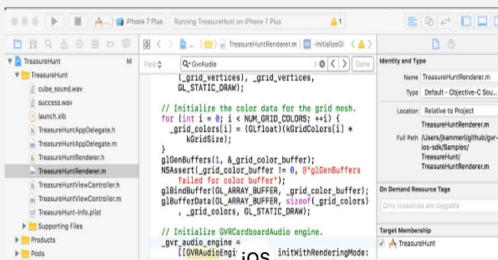 A... iPhone 7 Plus Running TreasureHunt on iPhone 7 Plus 1
TreasureHuntRenderer.m -initializeGl
TreasureHunt M
TreasureHunt
cube_sound.wav
success.wav
launch.xib
TreasureHuntAppDelegate.h
TreasureHuntAppDelegate.m
TreasureHuntRenderer.h
TreasureHuntRenderer.m
TreasureHuntViewController.h
TreasureHuntViewController.m
TreasureHunt-Info.plist
Supporting Files
Products
Pods
Find GvrAudio Done
(_grid_vertices), _grid_vertices,
GL_STATIC_DRAW);
// Initialize the color data for the grid mesh.
for (int i = 0; i < NUM_GRID_COLORS; ++i) {
_grid_colors[i] = (GLfloat)(kGridColors[i] *
kGridSize);
}
glGenBuffers(1, &_grid_color_buffer);
NSAssert(_grid_color_buffer != 0, @"glGenBuffers
failed for color buffer");
glBindBuffer(GL_ARRAY_BUFFER, _grid_color_buffer);
glBufferData(GL_ARRAY_BUFFER, sizeof(_grid_colors)
, _grid_colors, GL_STATIC_DRAW);
// Initialize GVRCardboardAudio engine.
_gvr_audio_engine =
[[GVRAudioEngi initWithRenderingMode:
iOS
Identity and Type
Name TreasureHuntRenderer.m
Type Default - Objective-C Sou...
Location Relative to Project
TreasureHuntRenderer.m
Full Path /Users/jkammerl/github/gvr-
ios-sdk/Samples/
TreasureHunt/
TreasureHuntRenderer.m
On Demand Resource Tags
Only resources are taggable
Target Membership
TreasureHunt